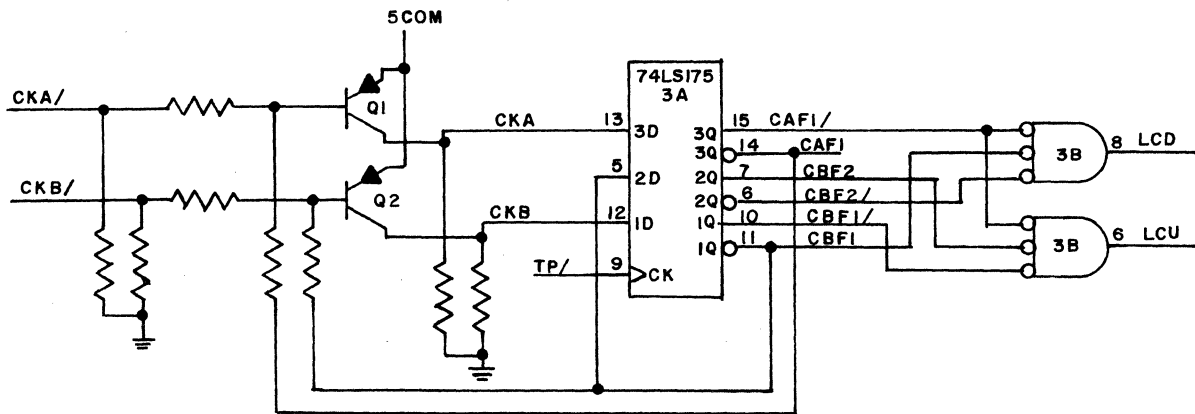 5COM
CKA/
Q1
CKB/
Q2
CKA
CKB
TP/
74LS175
3A
13
3D
5
2D
12
1D
9
CK
3Q
15
CAF1/
3Q
14
CAF1
2Q
7
CBF2
2Q
6
CBF2/
1Q
10
CBF1/
1Q
11
CBF1
3B
8
LCD
3B
6
LCU